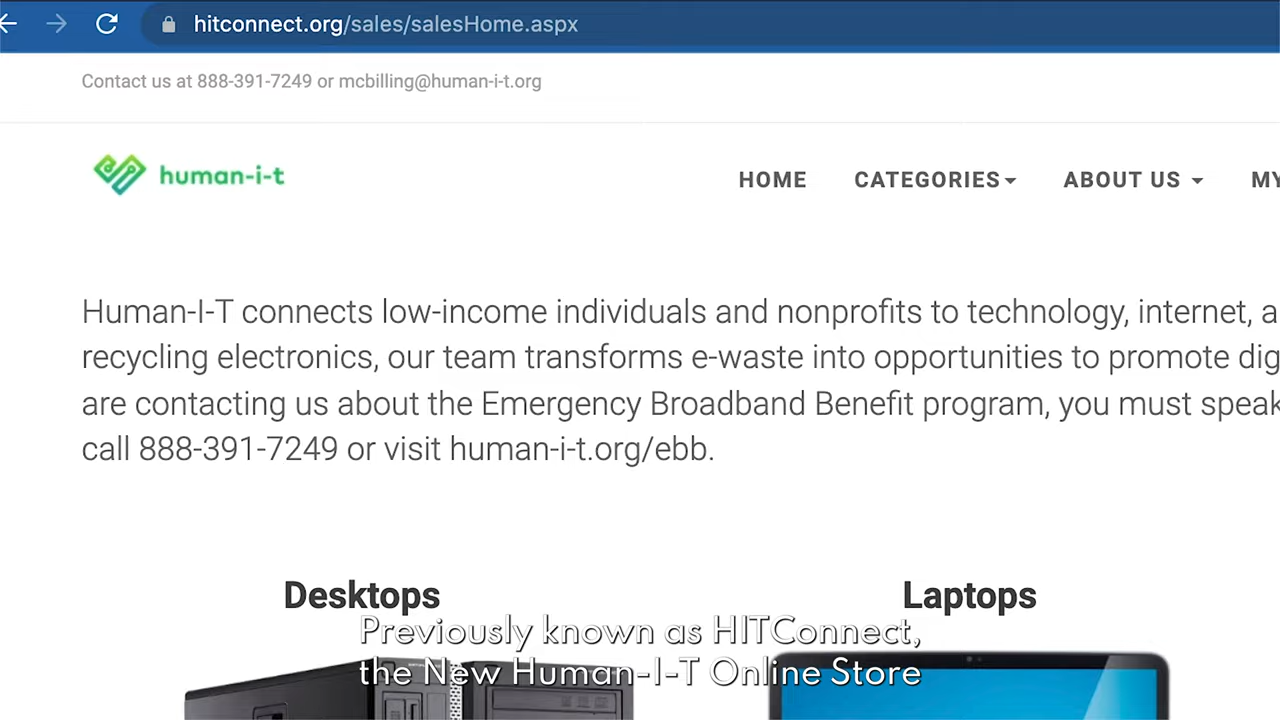 hitconnect.org/sales/salesHome.aspx
Contact us at 888-391-7249 or mcbilling@human-i-t.org
human-i-t
HOME CATEGORIES ABOUT US MY
Human-I-T connects low-income individuals and nonprofits to technology, internet, a
recycling electronics, our team transforms e-waste into opportunities to promote dig
are contacting us about the Emergency Broadband Benefit program, you must speak
call 888-391-7249 or visit human-i-t.org/ebb.
Desktops Laptops
Previously known as HITConnect,
the New Human-I-T Online Store